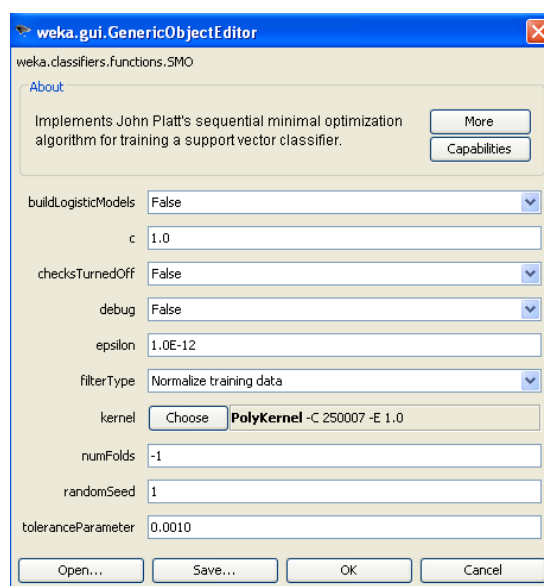 weka.gui.GenericObjectEditor
weka.classifiers.functions.SMO
About
Implements John Platt's sequential minimal optimization
algorithm for training a support vector classifier.
More
Capabilities
buildLogisticModels False
c 1.0
checksTurnedOff False
debug False
epsilon 1.0E-12
filterType Normalize training data
kernel Choose PolyKernel -C 250007 -E 1.0
numFolds -1
randomSeed 1
toleranceParameter 0.0010
Open... Save... OK Cancel